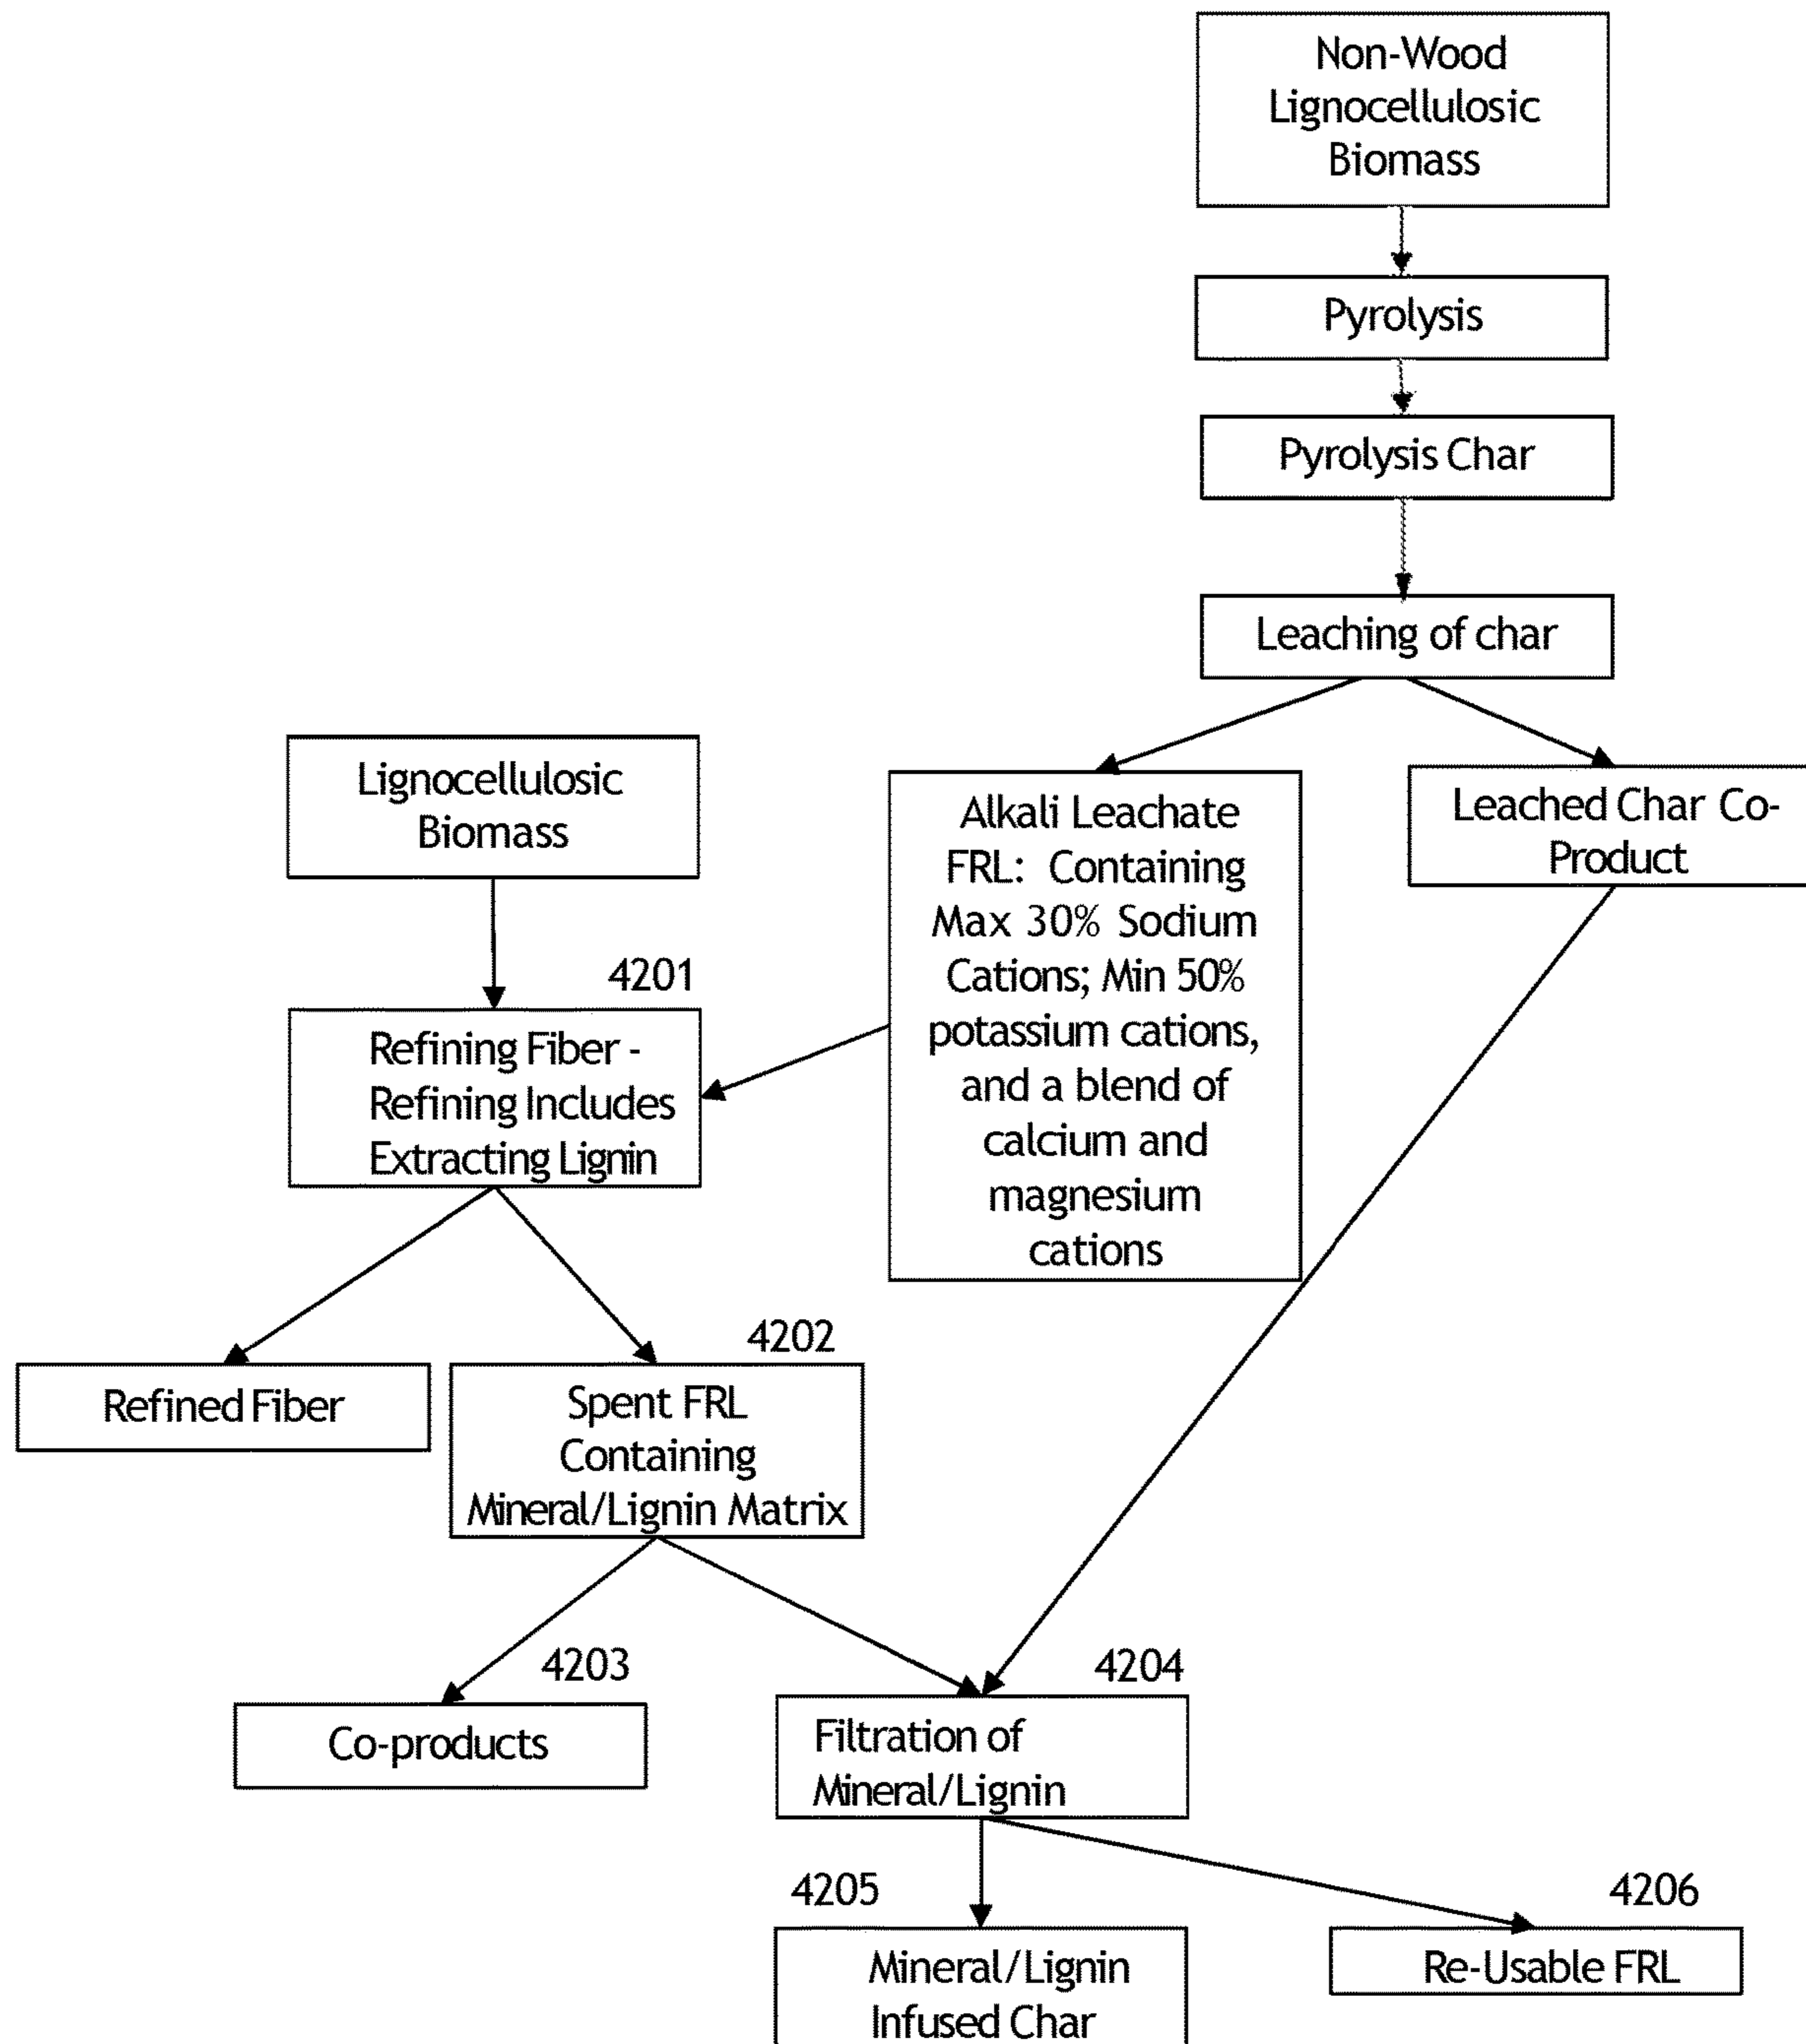 Non-Wood
Lignocellulosic
Biomass
Pyrolysis
Pyrolysis Char
Leaching of char
Lignocellulosic
Biomass
Alkali Leachate
FRL: Containing
Max 30% Sodium
Cations; Min 50%
potassium cations,
and a blend of
calcium and
magnesium
cations
Leached Char Co-
Product
4201
Refining Fiber -
Refining Includes
Extracting Lignin
Refined Fiber
4202
Spent FRL
Containing
Mineral/Lignin Matrix
4203
Co-products
4204
Filtration of
Mineral/Lignin
4205
Mineral/Lignin
Infused Char
4206
Re-Usable FRL